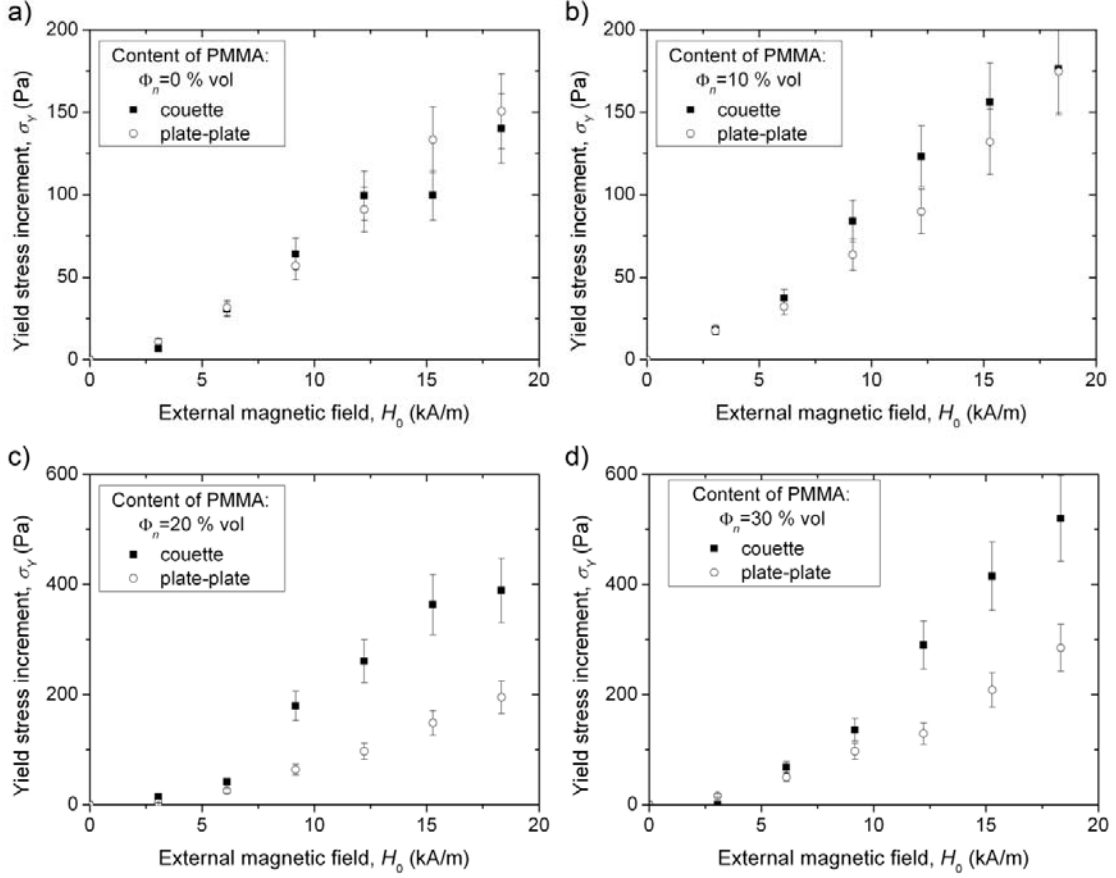 a)
Yield stress increment, σγ (Pa)
200
150
100
50
0
Content of PMMA:
Φn=0 % vol
couette
plate-plate
0 5 10 15 20
External magnetic field, H0 (kA/m)
b)
Yield stress increment, σγ (Pa)
200
150
100
50
0
Content of PMMA:
Φn=10 % vol
couette
plate-plate
0 5 10 15 20
External magnetic field, H0 (kA/m)
c)
Yield stress increment, σγ (Pa)
600
400
200
0
Content of PMMA:
Φn=20 % vol
couette
plate-plate
0 5 10 15 20
External magnetic field, H0 (kA/m)
d)
Yield stress increment, σγ (Pa)
600
400
200
0
Content of PMMA:
Φn=30 % vol
couette
plate-plate
0 5 10 15 20
External magnetic field, H0 (kA/m)